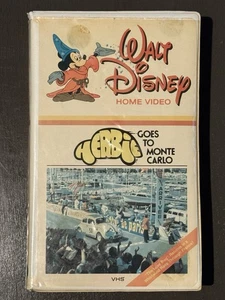 WALT
DISNEY
HOME VIDEO
HERBIE
GOES
TO
MONTE
CARLO
VHS